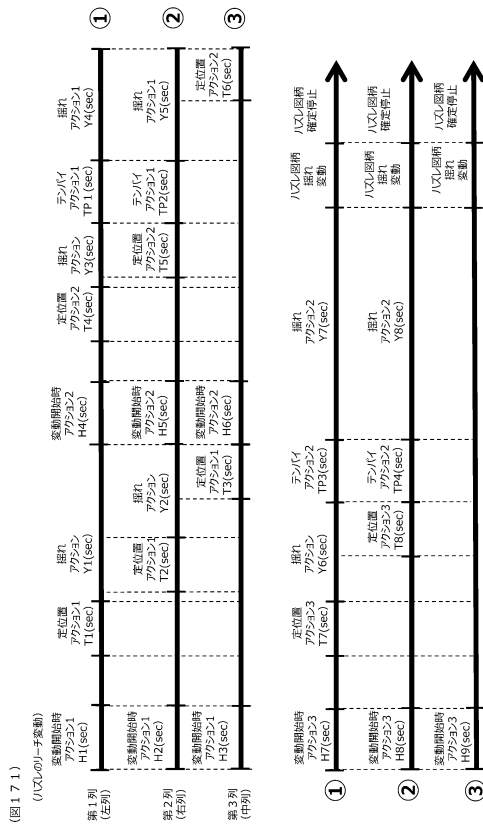 (図１７１)
(ハズレのリーチ変動)
第１列
(左列)
変動開始時
アクション1
H1(sec)
定位置
アクション1
T1(sec)
揺れ
アクション
Y1(sec)
変動開始時
アクション2
H4(sec)
定位置
アクション2
T4(sec)
揺れ
アクション
Y3(sec)
テンパイ
アクション1
TP1(sec)
揺れ
アクション1
Y4(sec)
①
第２列
(右列)
変動開始時
アクション1
H2(sec)
定位置
アクション1
T2(sec)
揺れ
アクション
Y2(sec)
変動開始時
アクション2
H5(sec)
定位置
アクション2
T5(sec)
テンパイ
アクション1
TP2(sec)
揺れ
アクション1
Y5(sec)
②
第３列
(中列)
変動開始時
アクション1
H3(sec)
定位置
アクション1
T3(sec)
変動開始時
アクション2
H6(sec)
定位置
アクション2
T6(sec)
③
①
変動開始時
アクション3
H7(sec)
定位置
アクション3
T7(sec)
揺れ
アクション
Y6(sec)
テンパイ
アクション2
TP3(sec)
揺れ
アクション2
Y7(sec)
ハズレ図柄
揺れ
変動
ハズレ図柄
確定停止
②
変動開始時
アクション3
H8(sec)
定位置
アクション3
T8(sec)
テンパイ
アクション2
TP4(sec)
揺れ
アクション2
Y8(sec)
ハズレ図柄
揺れ
変動
ハズレ図柄
確定停止
③
変動開始時
アクション3
H9(sec)
ハズレ図柄
揺れ
変動
ハズレ図柄
確定停止